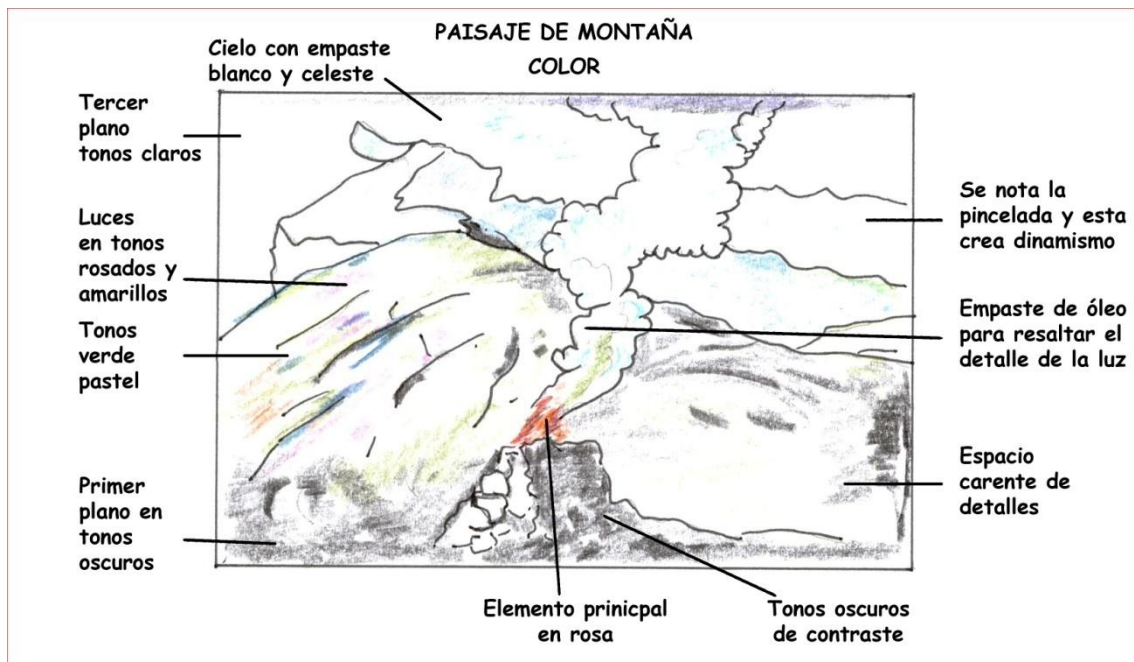 PAISAJE DE MONTAÑA
COLOR
Cielo con empaste
blanco y celeste
Tercer
plano
tonos claros
Luces
en tonos
rosados y
amarillos
Tonos
verde
pastel
Primer
plano en
tonos
oscuros
Se nota la
pincelada y esta
crea dinamismo
Empaste de óleo
para resaltar el
detalle de la luz
Espacio
carente de
detalles
Elemento prinicpal
en rosa
Tonos oscuros
de contraste